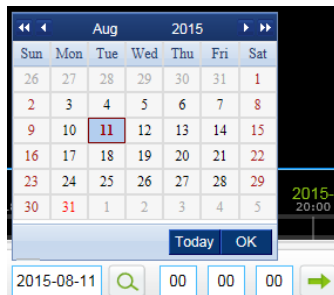 Aug 2015
Sun Mon Tue Wed Thu Fri Sat
26 27 28 29 30 31 1
2 3 4 5 6 7 8
9 10 11 12 13 14 15
16 17 18 19 20 21 22
23 24 25 26 27 28 29
30 31 1 2 3 4 5
2015-
20:00
Today OK
2015-08-11 00 00 00